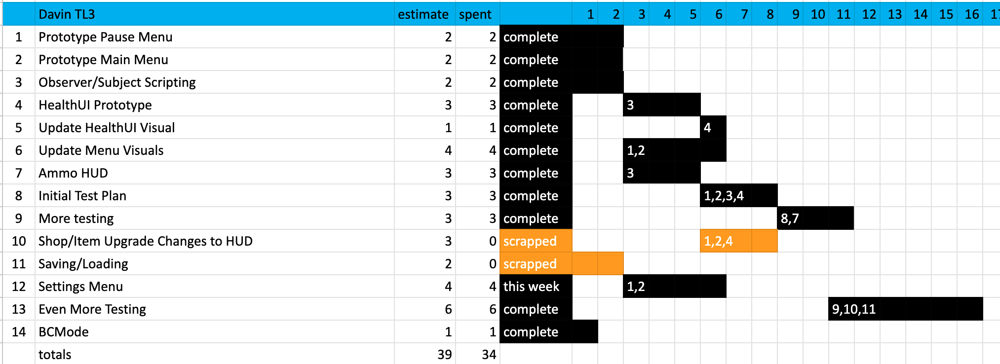 Davin TL3 estimate spent 1 2 3 4 5 6 7 8 9 10 11 12 13 14 15 16
1 Prototype Pause Menu 2 2 complete
2 Prototype Main Menu 2 2 complete
3 Observer/Subject Scripting 2 2 complete
4 HealthUI Prototype 3 3 complete 3
5 Update HealthUI Visual 1 1 complete 4
6 Update Menu Visuals 4 4 complete 1,2
7 Ammo HUD 3 3 complete 3
8 Initial Test Plan 3 3 complete 1,2,3,4
9 More testing 3 3 complete 8,7
10 Shop/Item Upgrade Changes to HUD 3 0 scrapped 1,2,4
11 Saving/Loading 2 0 scrapped
12 Settings Menu 4 4 this week 1,2
13 Even More Testing 6 6 complete 9,10,11
14 BCMode 1 1 complete
totals 39 34